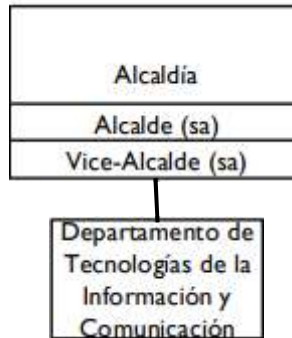 Alcaldía
Alcalde (sa)
Vice-Alcalde (sa)
Departamento de
Tecnologías de la
Información y
Comunicación